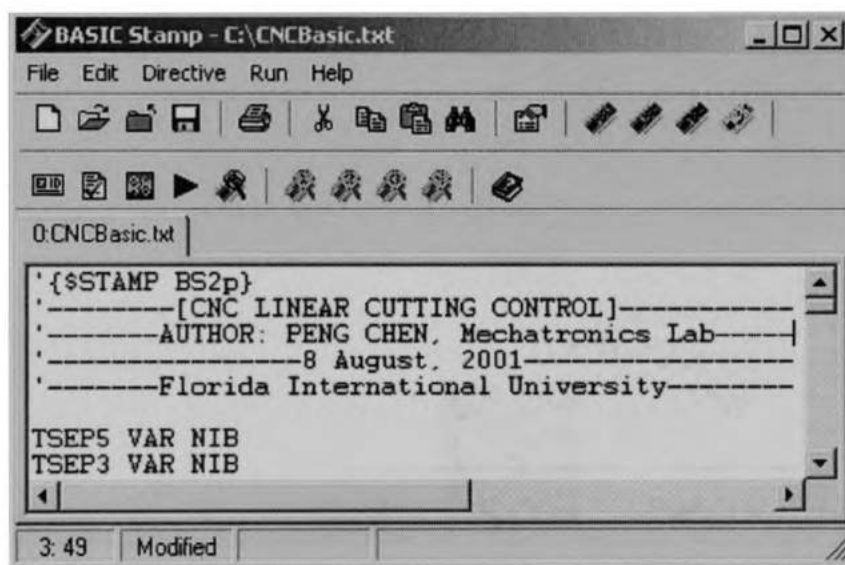 BASIC Stamp - C:\CNCBasic.txt
File Edit Directive Run Help
0:CNCBasic.txt
'{$STAMP BS2p}
'--------[CNC LINEAR CUTTING CONTROL]------------
'-------AUTHOR: PENG CHEN, Mechatronics Lab-----
'----------------8 August, 2001-----------------
'-------Florida International University--------
TSEP5 VAR NIB
TSEP3 VAR NIB
3: 49 Modified